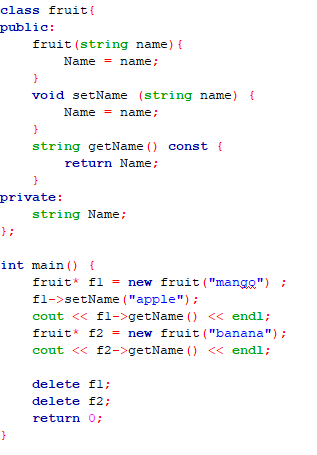 class fruit{
public:
    fruit(string name){
        Name = name;
    }
    void setName (string name) {
        Name = name;
    }
    string getName() const {
        return Name;
    }
private:
    string Name;
};

int main() {
    fruit* f1 = new fruit("mango") ;
    f1->setName("apple");
    cout << f1->getName() << endl;
    fruit* f2 = new fruit("banana");
    cout << f2->getName() << endl;

    delete f1;
    delete f2;
    return 0;
}